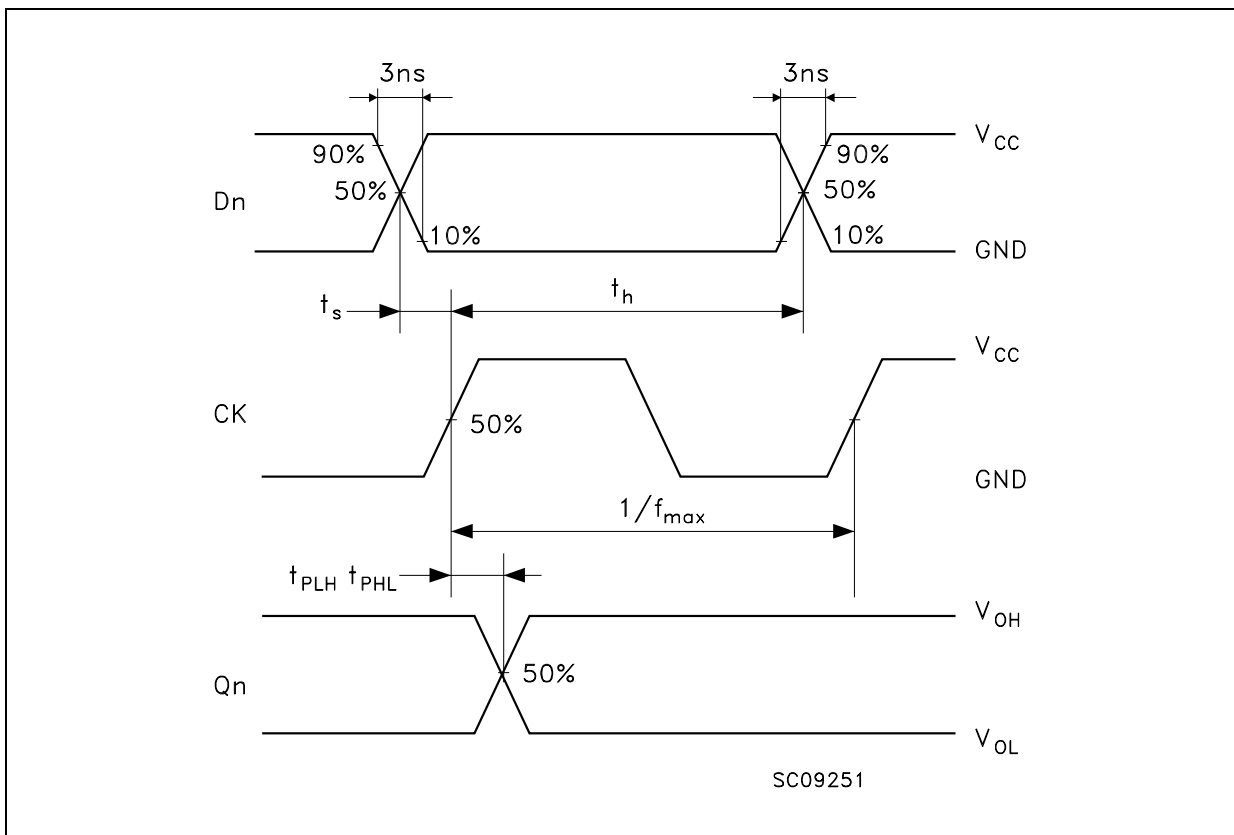 3ns 3ns
V_CC
90% 90%
50% 50%
Dn
10% 10%
GND
t_s t_h
V_CC
CK
50%
GND
1/f_max
t_PLH t_PHL
V_OH
50%
Qn
V_OL
SC09251